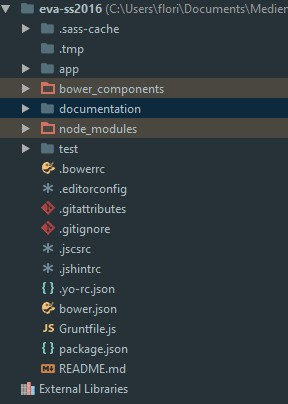 eva-ss2016 (C:\Users\flori\Documents\Medien
.sass-cache
.tmp
app
bower_components
documentation
node_modules
test
.bowerrc
.editorconfig
.gitattributes
.gitignore
.jscsrc
.jshintrc
.yo-rc.json
bower.json
JS Gruntfile.js
package.json
README.md
External Libraries